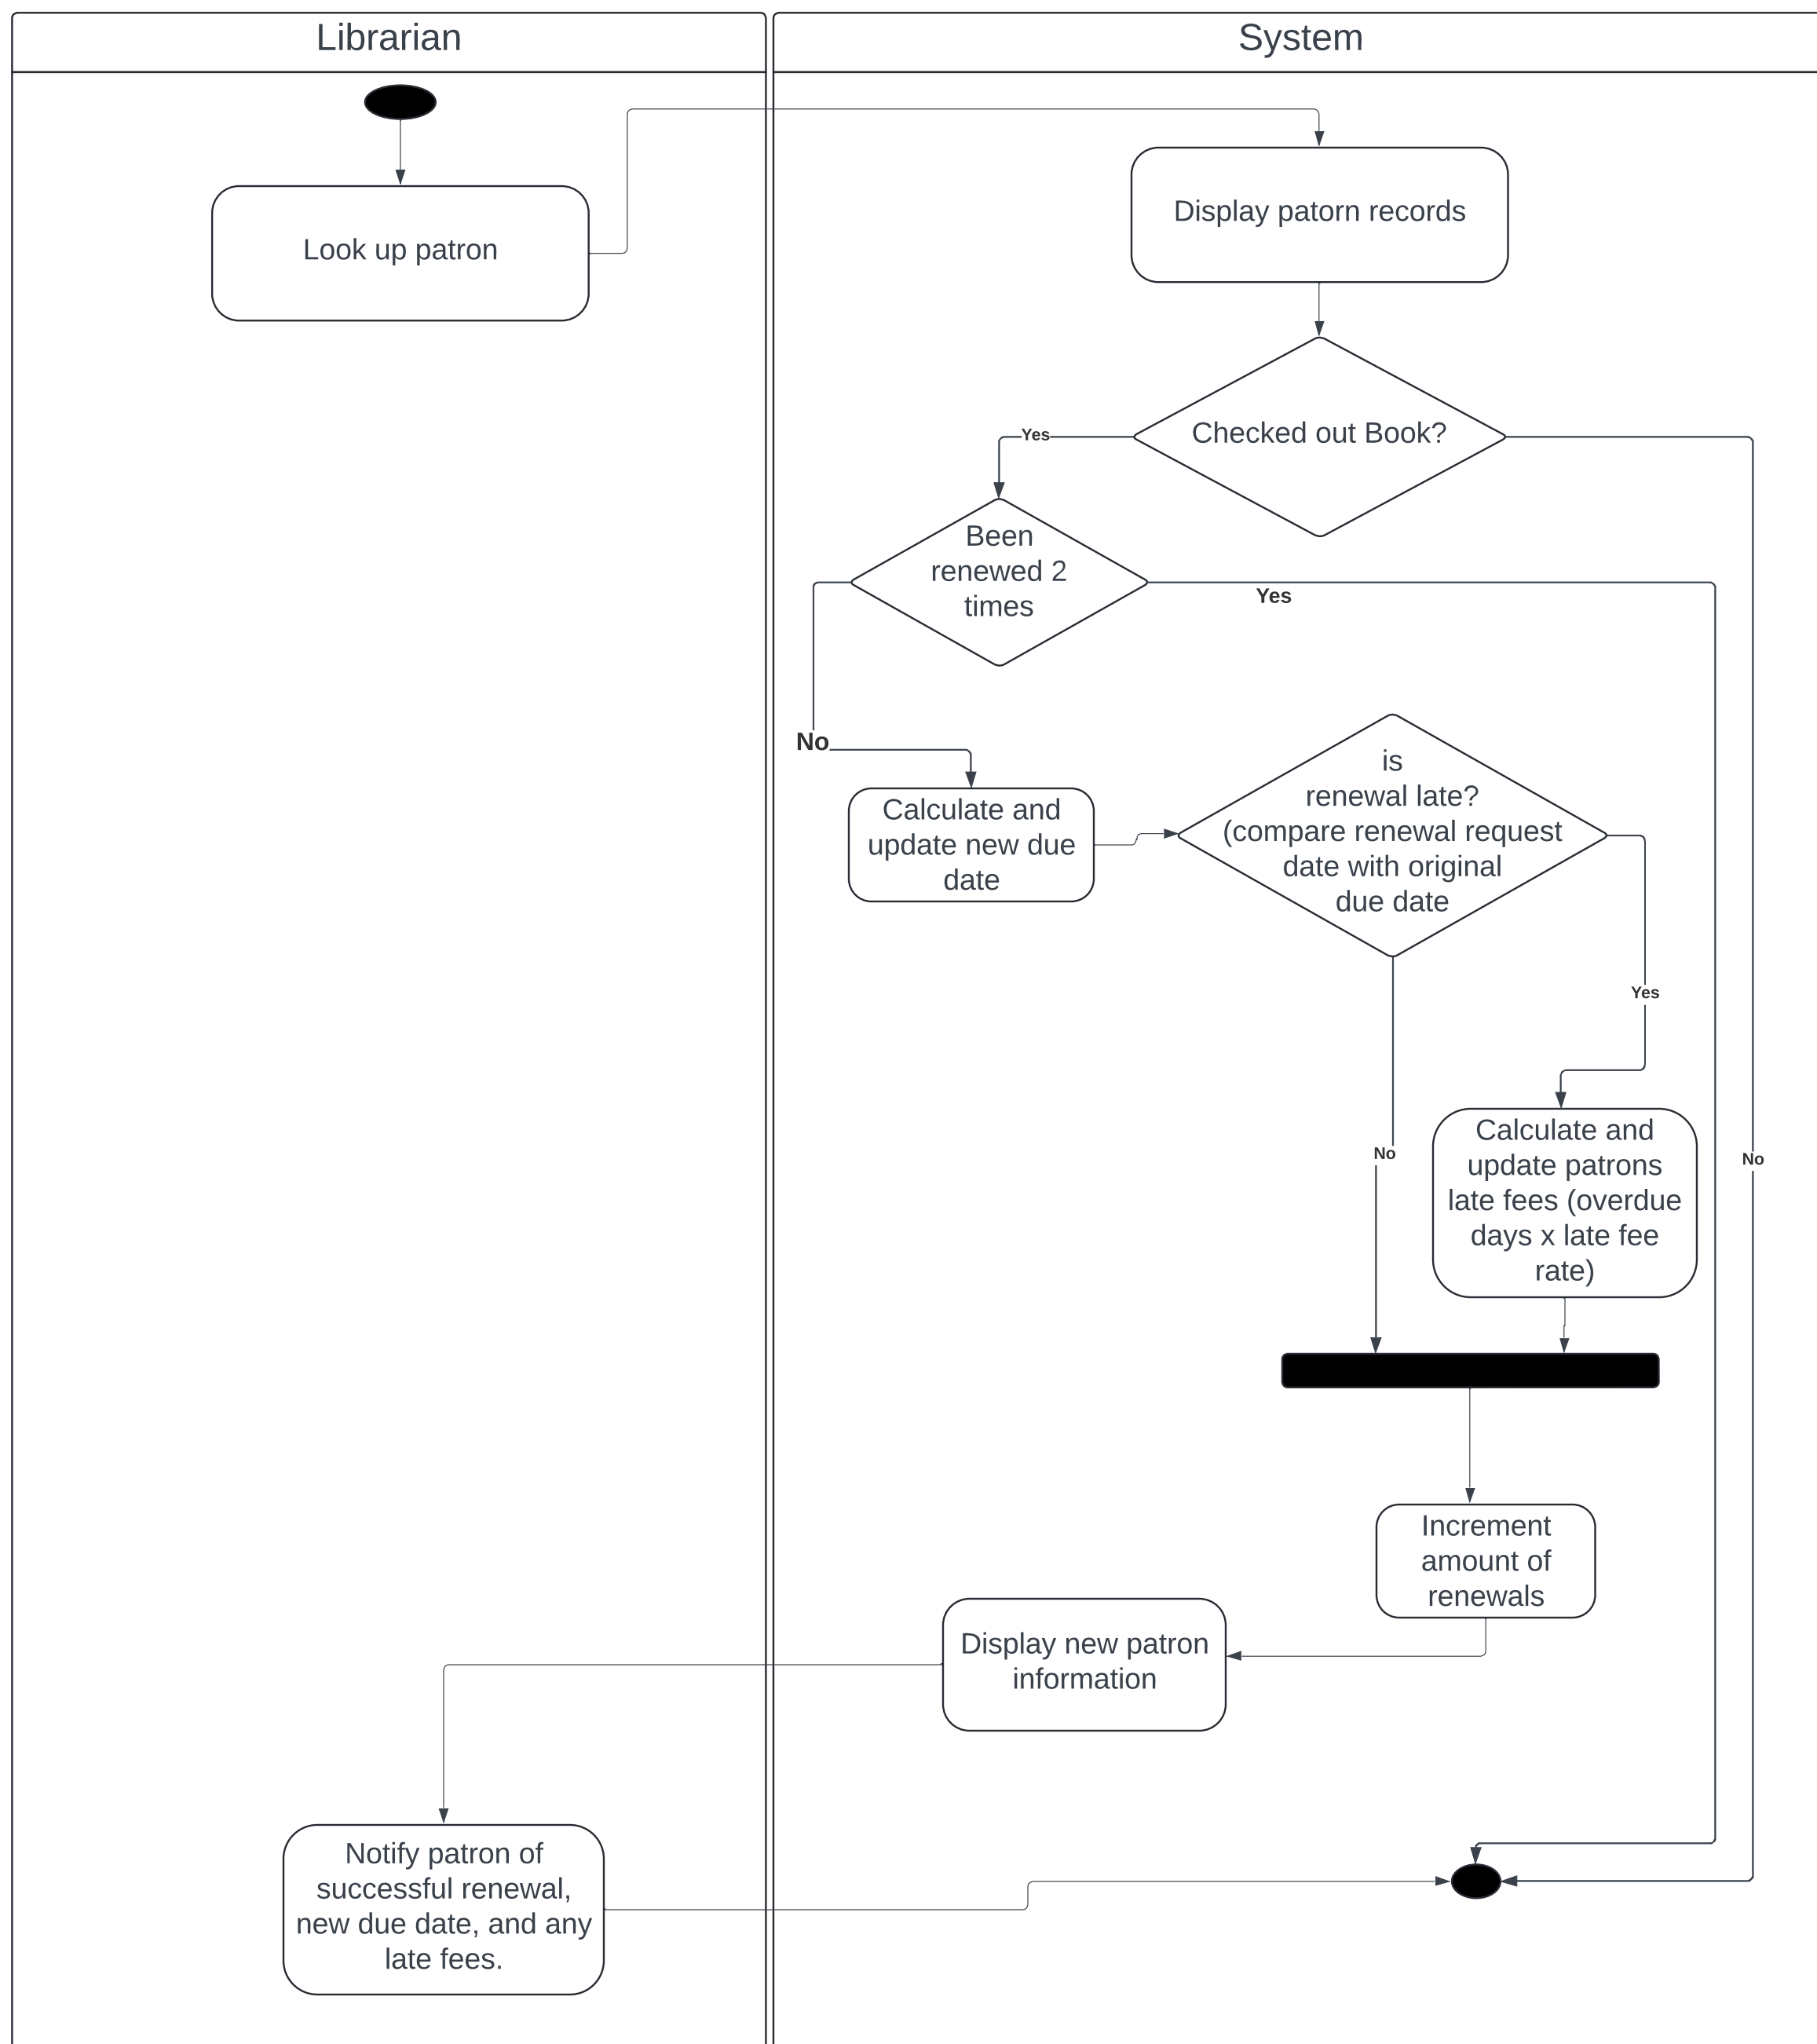 Librarian
System
Look up patron
Display patorn records
Checked out Book?
Yes
Been
renewed 2
times
Yes
No
is
renewal late?
(compare renewal request
date with original
due date
Calculate and
update new due
date
Yes
No
No
Calculate and
update patrons
late fees (overdue
days x late fee
rate)
Increment
amount of
renewals
Display new patron
information
Notify patron of
successful renewal,
new due date, and any
late fees.